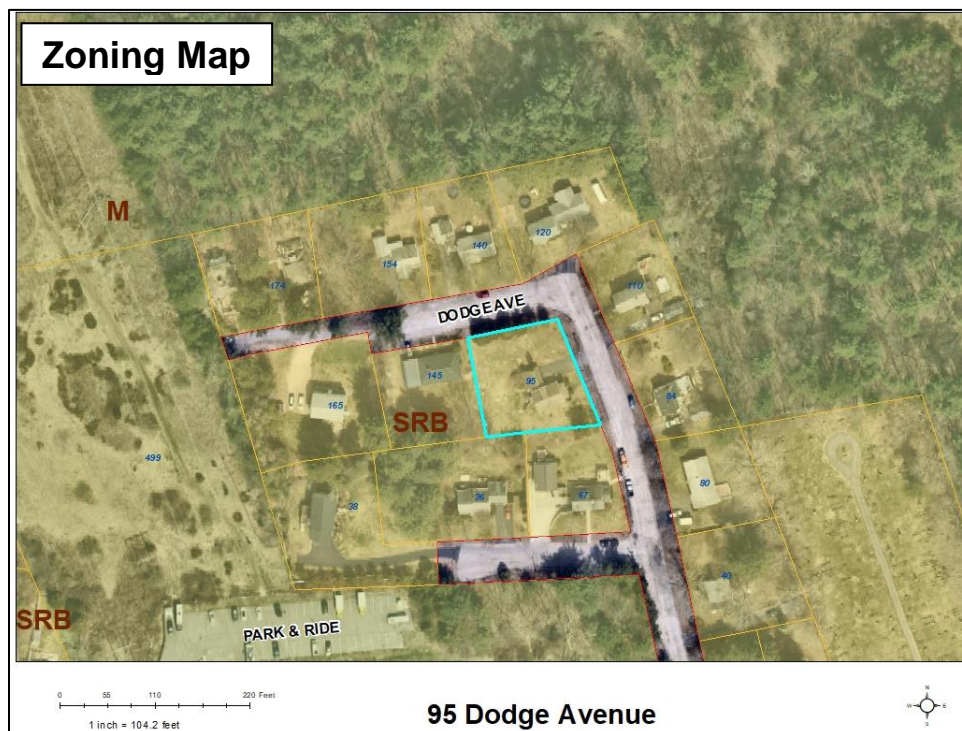 Zoning Map
M
120
140
154
174
110
DODGE AVE
95
145
84
165
SRB
499
80
36
67
38
40
SRB
PARK & RIDE
0 55 110 220 Feet
1 inch = 104.2 feet
95 Dodge Avenue
N
W E
S